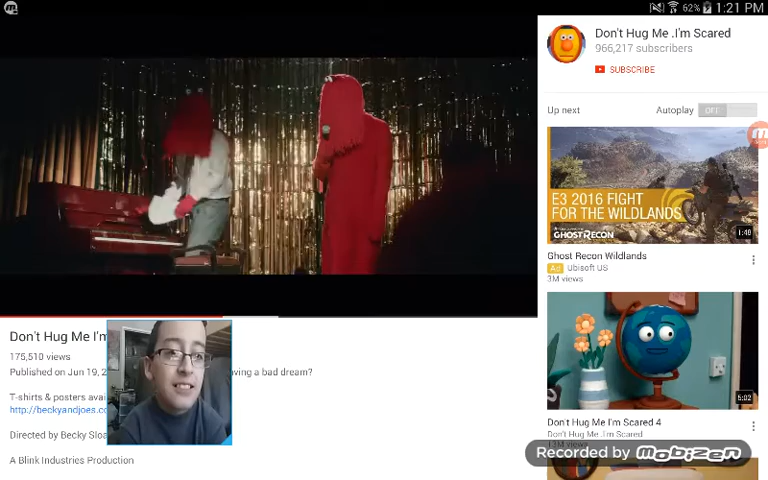 62% 1:21 PM
Don't Hug Me .I'm Scared
966,217 subscribers
SUBSCRIBE
Up next Autoplay OFF
E3 2016 FIGHT
FOR THE WILDLANDS
GHOST RECON
1:48
Ghost Recon Wildlands
Ad Ubisoft US
3M views
5:02
Don't Hug Me I'm Scared 4
Don't Hug Me .I'm Scared
Don't Hug Me I'm
175,510 views
Published on Jun 19, 2 aving a bad dream?
T-shirts & posters avai
http://beckyandjoes.co
Directed by Becky Sloa
A Blink Industries Production
Recorded by mobizen